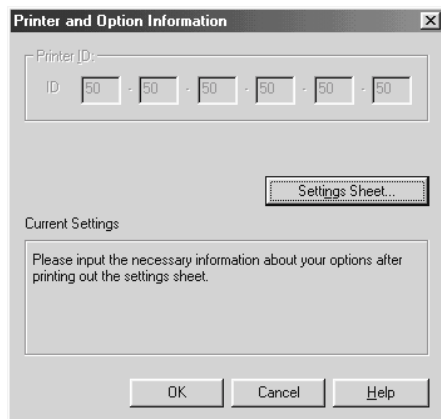 Printer and Option Information
Printer ID:
ID 50 - 50 - 50 - 50 - 50 - 50
Settings Sheet...
Current Settings
Please input the necessary information about your options after
printing out the settings sheet.
OK Cancel Help